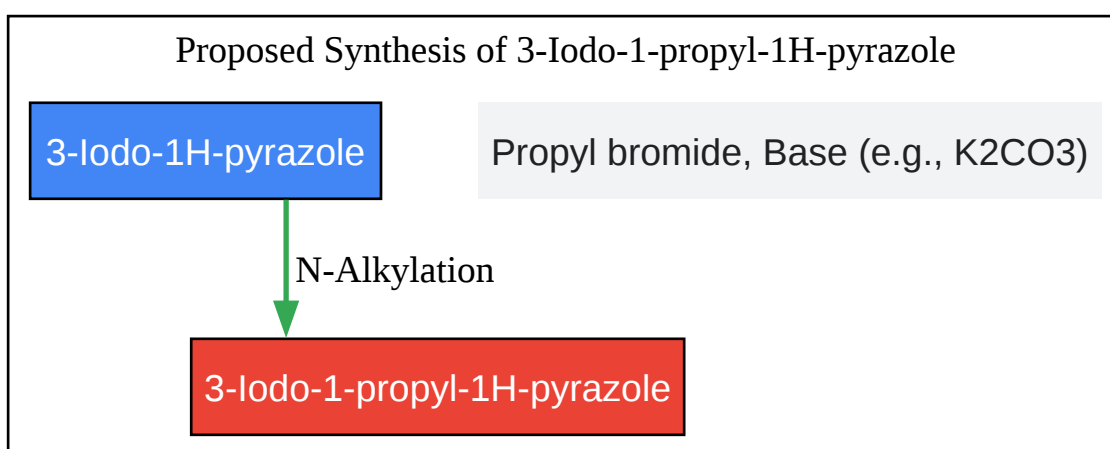 Proposed Synthesis of 3-Iodo-1-propyl-1H-pyrazole
3-Iodo-1H-pyrazole
Propyl bromide, Base (e.g., K2CO3)
N-Alkylation
3-Iodo-1-propyl-1H-pyrazole